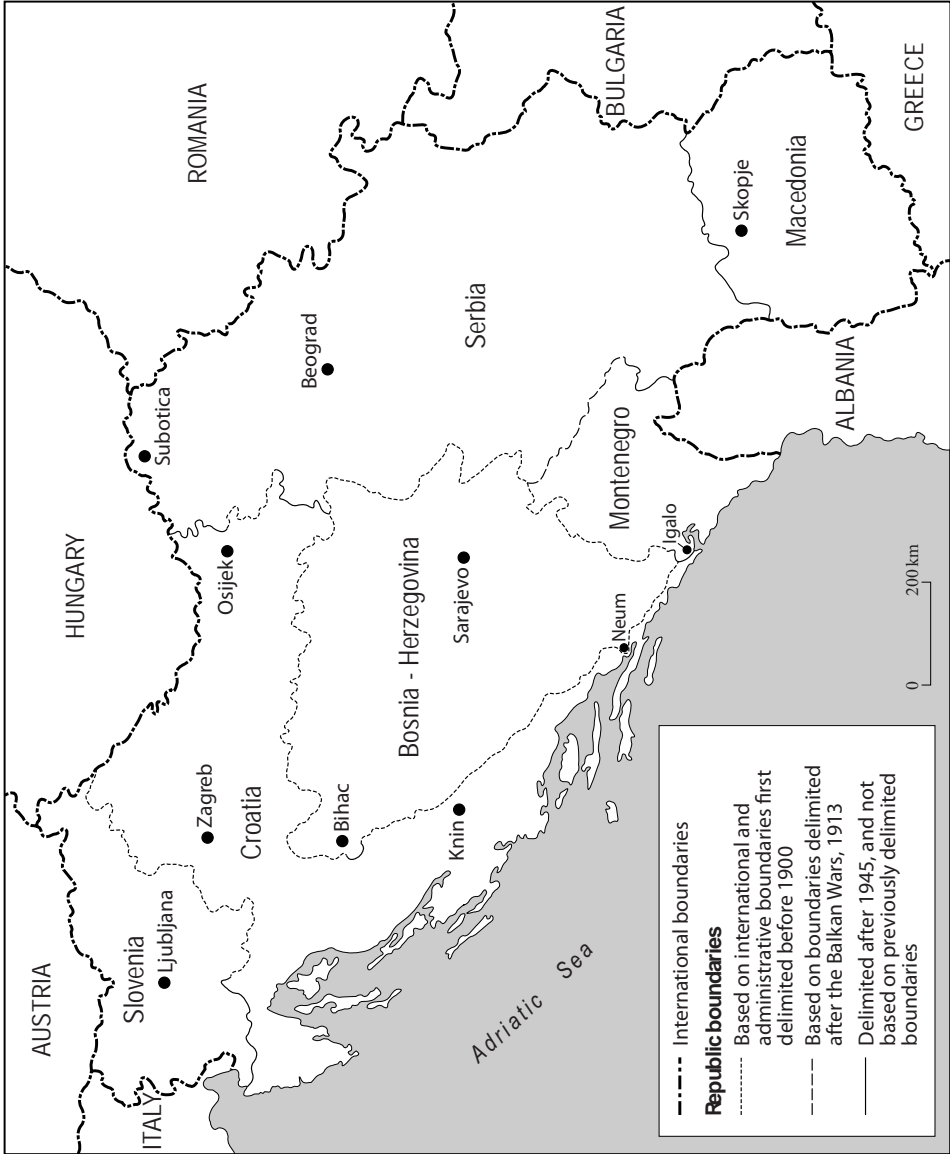 AUSTRIA
HUNGARY
ROMANIA
ITALY
Slovenia
Ljubljana
Zagreb
Croatia
Osijek
Subotica
Beograd
Bihac
Knin
Bosnia - Herzegovina
Sarajevo
Serbia
BULGARIA
Neum
Montenegro
Igalo
Skopje
Macedonia
ALBANIA
GREECE
Adriatic Sea
International boundaries
Republic boundaries
Based on international and
administrative boundaries first
delimited before 1900
Based on boundaries delimited
after the Balkan Wars, 1913
Delimited after 1945, and not
based on previously delimited
boundaries
0 200 km